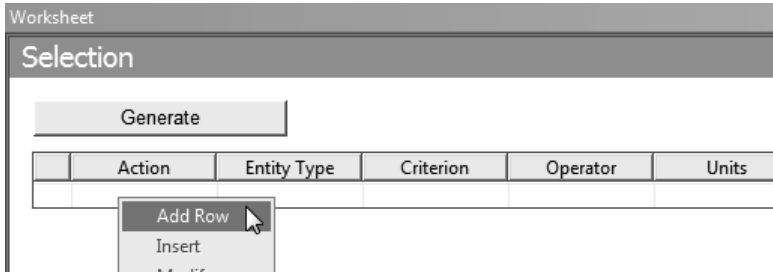 Worksheet
Selection
Generate
Action Entity Type Criterion Operator Units
Add Row
Insert